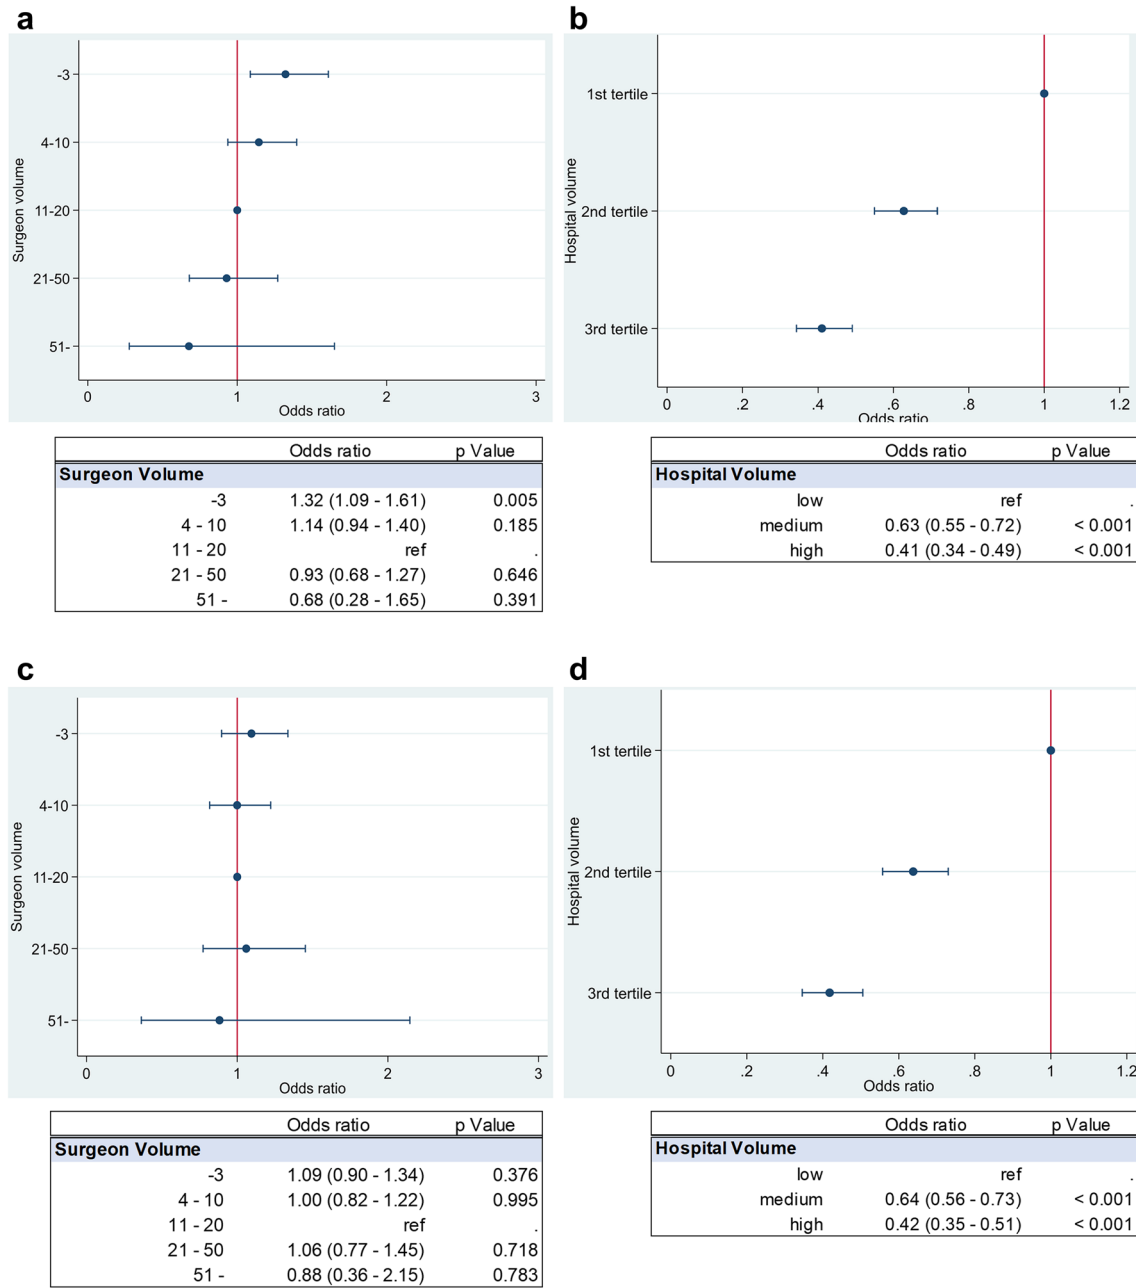 a
Surgeon volume
-3
4-10
11-20
21-50
51-
0 1 2 3
Odds ratio
Odds ratio p Value
Surgeon Volume
-3 1.32 (1.09 - 1.61) 0.005
4 - 10 1.14 (0.94 - 1.40) 0.185
11 - 20 ref .
21 - 50 0.93 (0.68 - 1.27) 0.646
51 - 0.68 (0.28 - 1.65) 0.391
b
Hospital volume
1st tertile
2nd tertile
3rd tertile
0 .2 .4 .6 .8 1 1.2
Odds ratio
Odds ratio p Value
Hospital Volume
low ref .
medium 0.63 (0.55 - 0.72) < 0.001
high 0.41 (0.34 - 0.49) < 0.001
c
Surgeon volume
-3
4-10
11-20
21-50
51-
0 1 2 3
Odds ratio
Odds ratio p Value
Surgeon Volume
-3 1.09 (0.90 - 1.34) 0.376
4 - 10 1.00 (0.82 - 1.22) 0.995
11 - 20 ref .
21 - 50 1.06 (0.77 - 1.45) 0.718
51 - 0.88 (0.36 - 2.15) 0.783
d
Hospital volume
1st tertile
2nd tertile
3rd tertile
0 .2 .4 .6 .8 1 1.2
Odds ratio
Odds ratio p Value
Hospital Volume
low ref .
medium 0.64 (0.56 - 0.73) < 0.001
high 0.42 (0.35 - 0.51) < 0.001